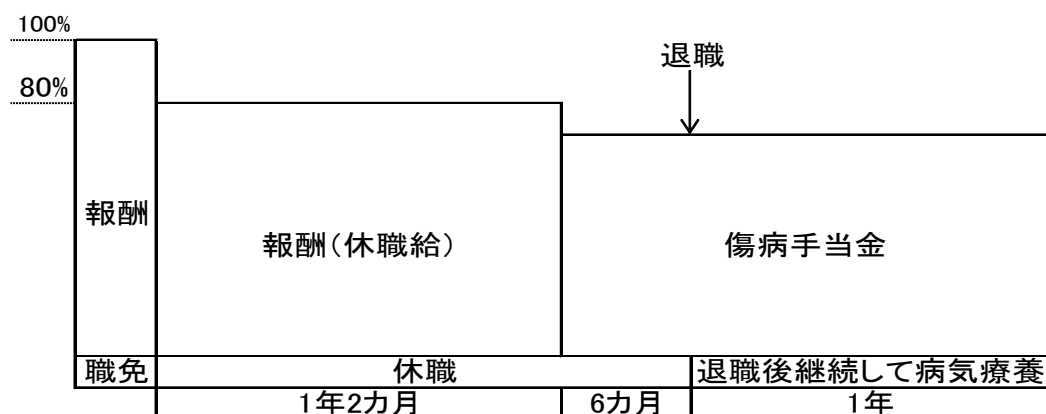 100%
退職
80%
報酬
報酬（休職給）
傷病手当金
職免
休職
退職後継続して病気療養
1年2カ月
6カ月
1年